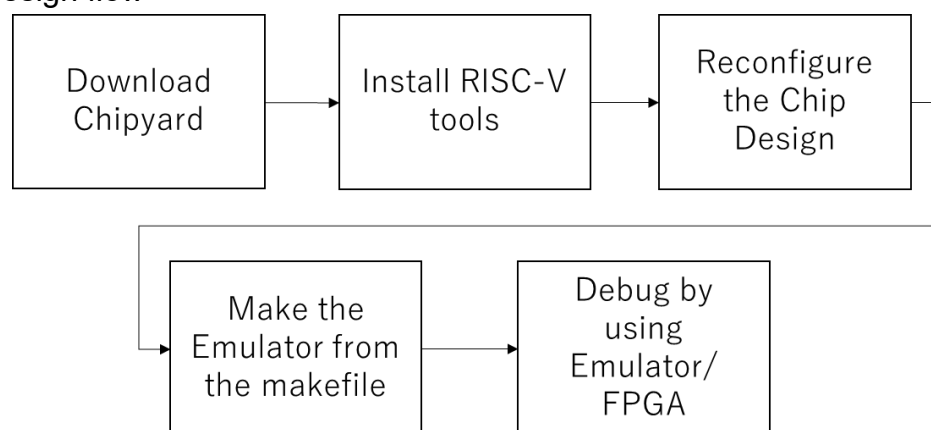 Download
Chipyard
Install RISC-V
tools
Reconfigure
the Chip
Design
Make the
Emulator from
the makefile
Debug by
using
Emulator/
FPGA